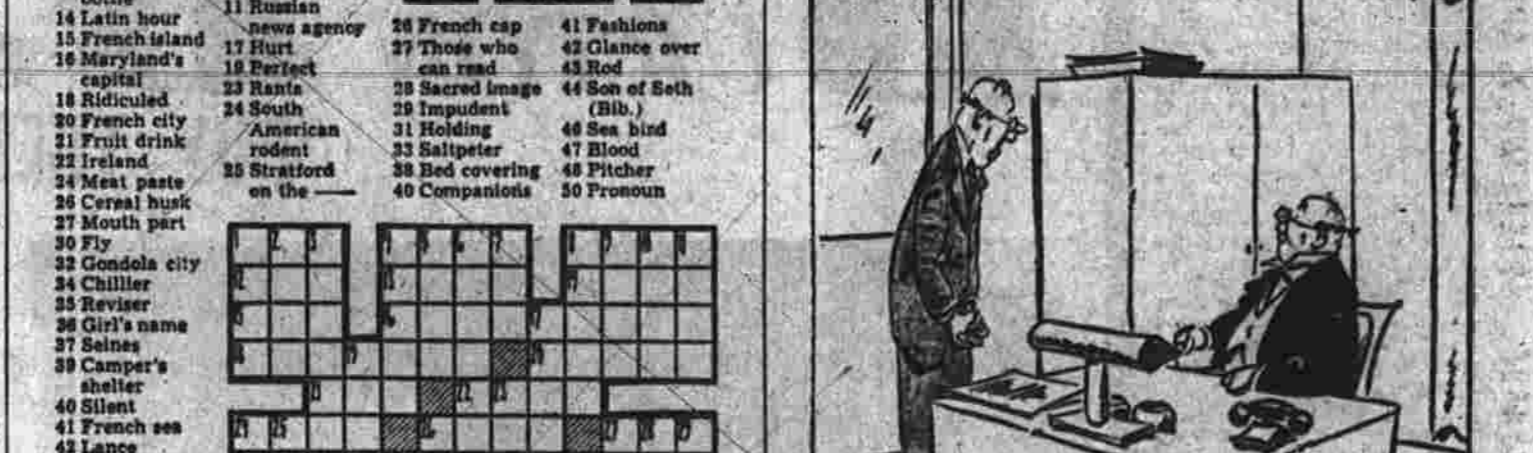 14 Latin hour
15 French island
16 Maryland's
capital
18 Ridiculed
20 French city
21 Fruit drink
22 Ireland
24 Meat paste
26 Cereal husk
27 Mouth part
30 Fly
32 Gondola city
34 Chillier
35 Reviser
36 Girl's name
37 Seines
39 Camper's
shelter
40 Silent
41 French sea
42 Lance
11 Russian
news agency
17 Hurt
19 Perfect
23 Rants
24 South
American
rodent
25 Stratford
on the —
26 French cap
27 Those who
can read
28 Sacred image
29 Impudent
31 Holding
33 Saltpeter
38 Bed covering
40 Companions
41 Fashions
42 Glance over
43 Rod
44 Son of Seth
(Bib.)
46 Sea bird
47 Blood
48 Pitcher
50 Pronoun